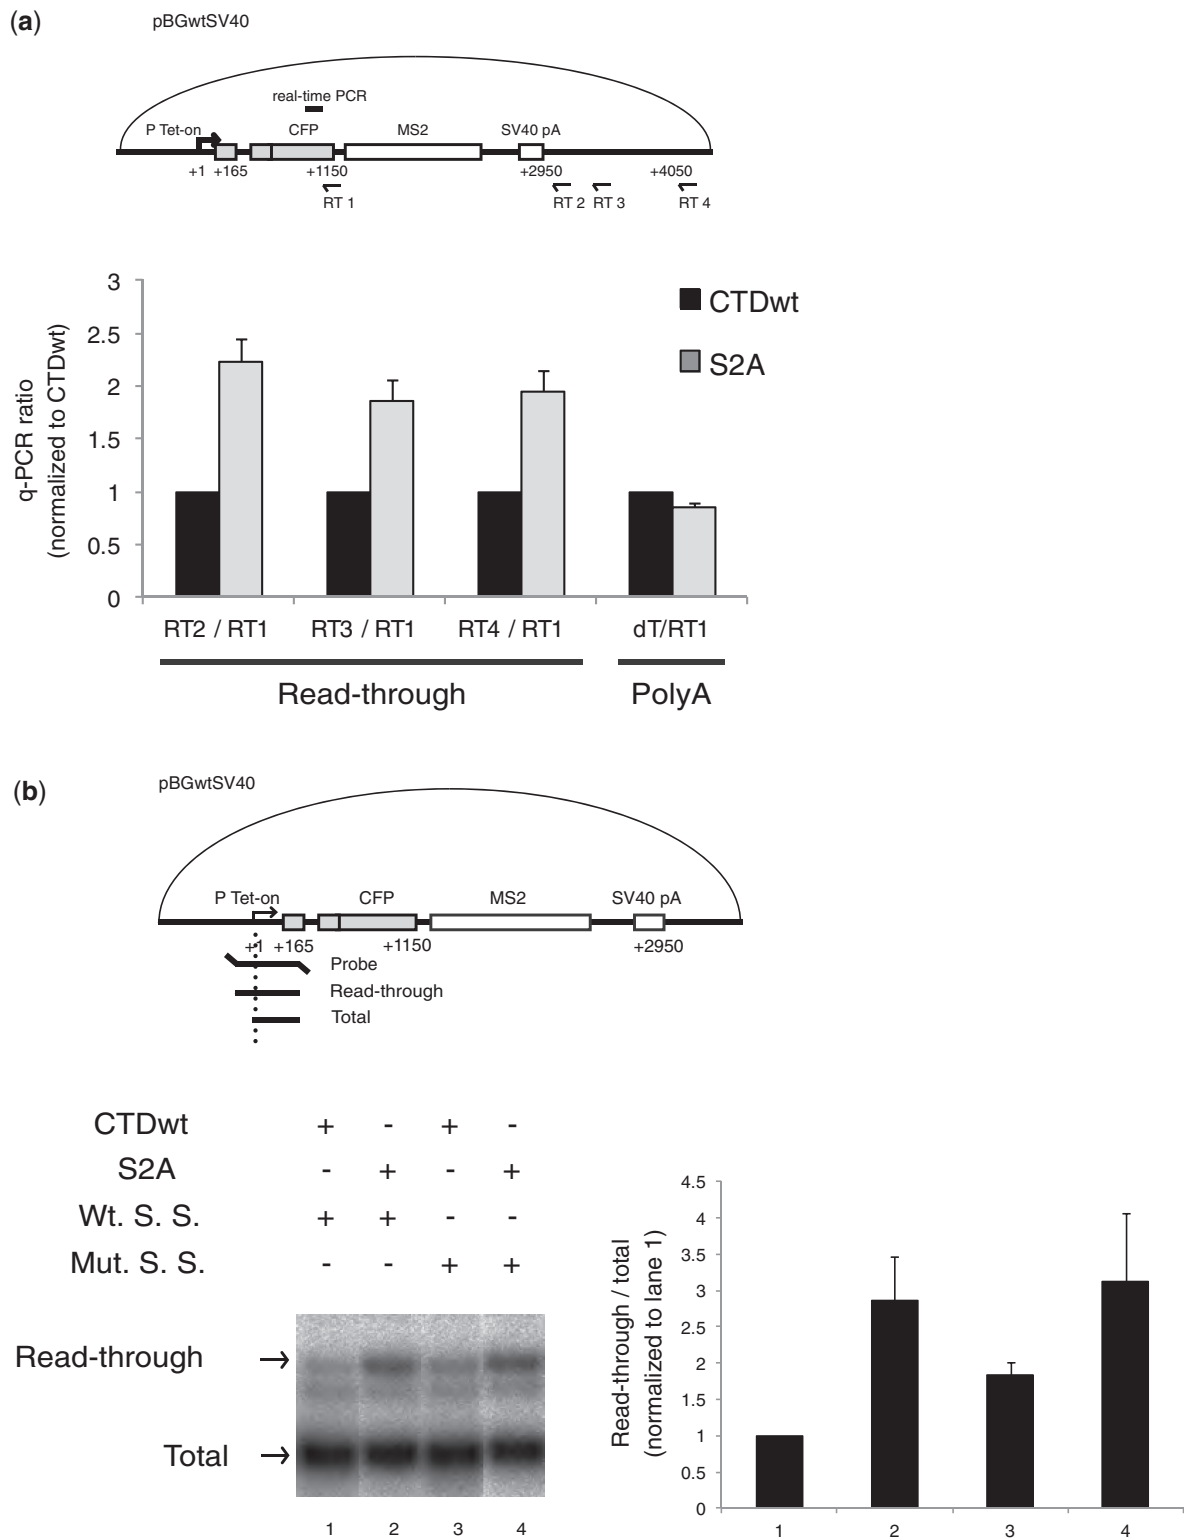 (a)
pBGwtSV40
real-time PCR
P Tet-on CFP MS2 SV40 pA
+1 +165 +1150 +2950 +4050
RT 1 RT 2 RT 3 RT 4
3
2.5
2
1.5
1
0.5
0
q-PCR ratio
(normalized to CTDwt)
CTDwt
S2A
RT2 / RT1 RT3 / RT1 RT4 / RT1 dT/RT1
Read-through PolyA
(b)
pBGwtSV40
P Tet-on CFP MS2 SV40 pA
+1 +165 +1150 +2950
Probe
Read-through
Total
CTDwt + - + -
S2A - + - +
Wt. S. S. + + - -
Mut. S. S. - - + +
Read-through
Total
1 2 3 4
Read-through / total
(normalized to lane 1)
4.5
4
3.5
3
2.5
2
1.5
1
0.5
0
1 2 3 4